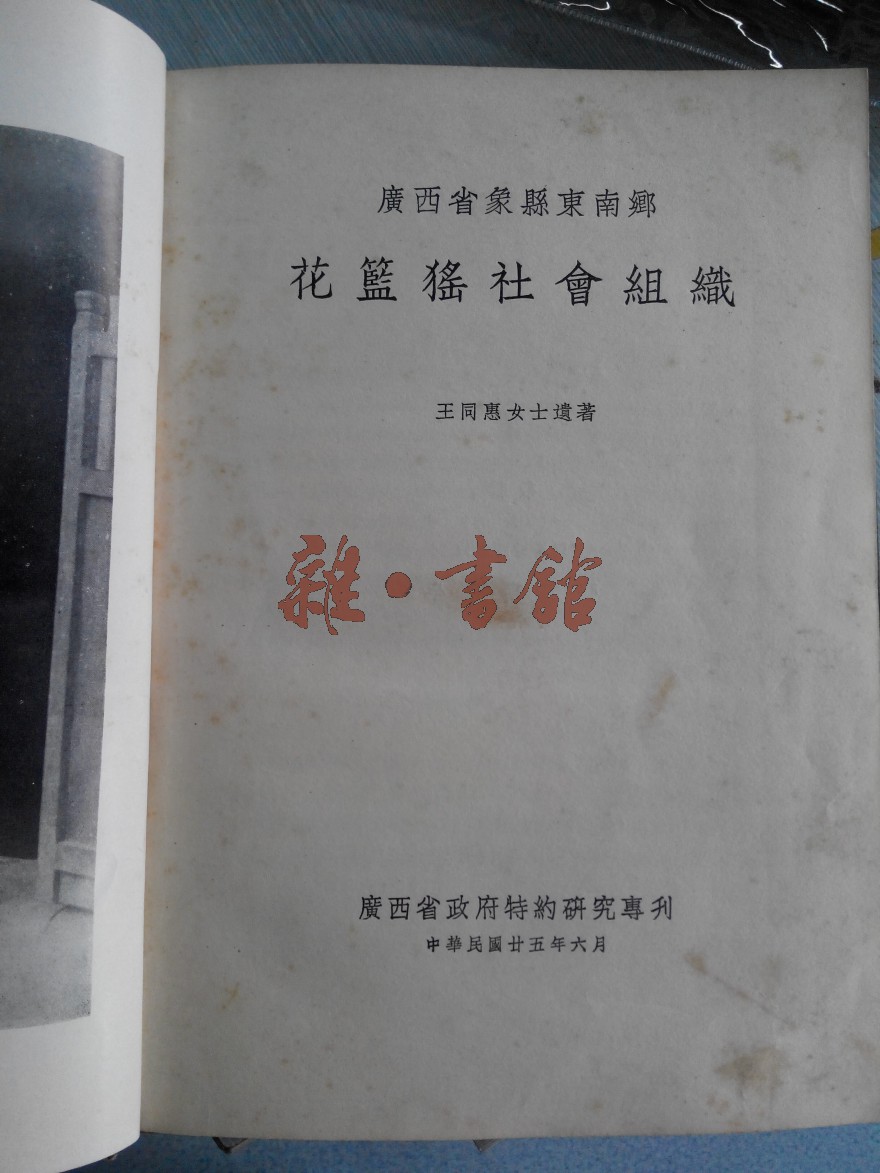 廣西省象縣東南鄉
花籃猺社會組織
王同惠女士遺著
雜·書館
廣西省政府特約研究專刋
中華民國廿五年六月